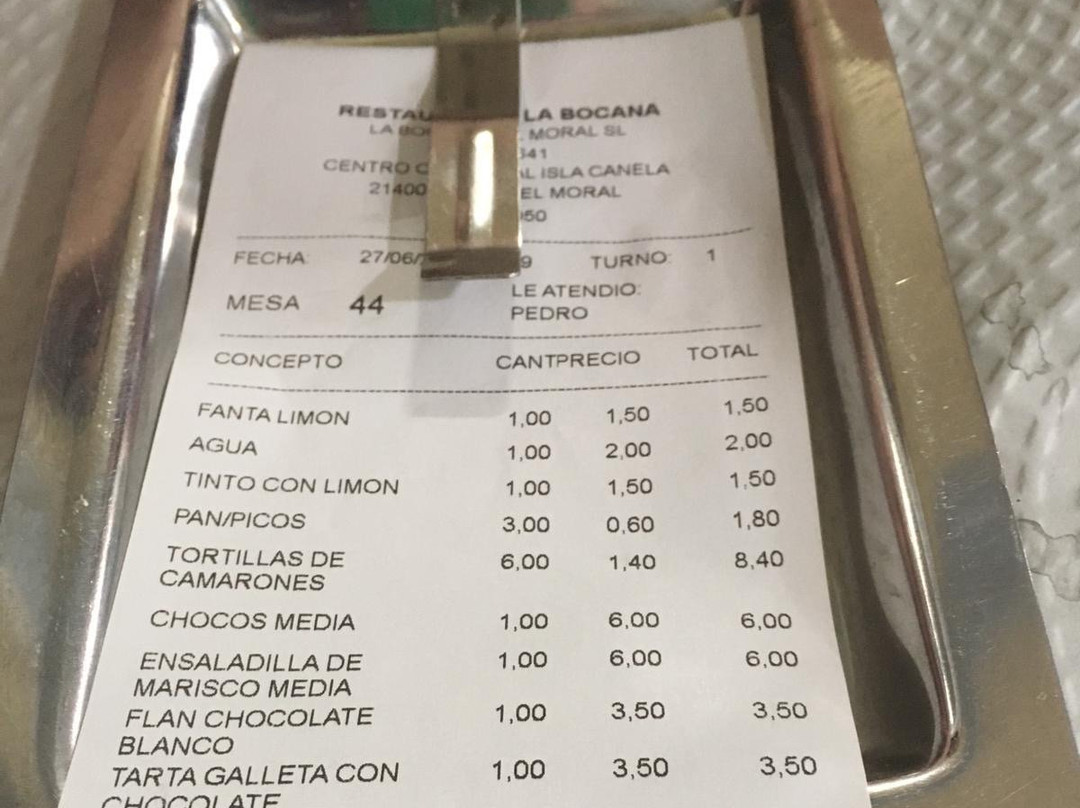 LA BOCANA
MORAL SL
CENTRO ISLA CANELA
21400 EL MORAL
FECHA: 27/06/ TURNO: 1
LE ATENDIO:
MESA 44 PEDRO
CONCEPTO CANTPRECIO TOTAL
FANTA LIMON 1,00 1,50 1,50
AGUA 1,00 2,00 2,00
TINTO CON LIMON 1,00 1,50 1,50
PAN/PICOS 3,00 0,60 1,80
TORTILLAS DE 6,00 1,40 8,40
CAMARONES
CHOCOS MEDIA 1,00 6,00 6,00
ENSALADILLA DE 1,00 6,00 6,00
MARISCO MEDIA
FLAN CHOCOLATE 1,00 3,50 3,50
BLANCO
TARTA GALLETA CON 1,00 3,50 3,50
CHOCOLATE